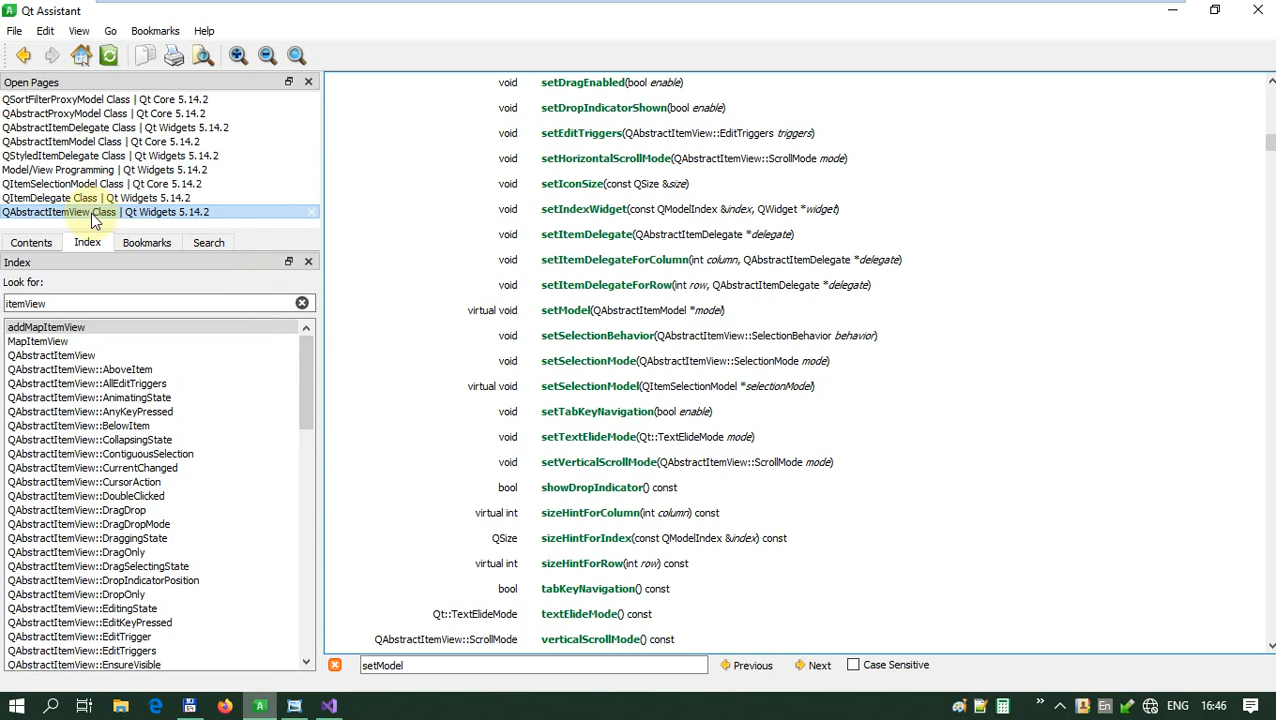 Qt Assistant
File Edit View Go Bookmarks Help
Open Pages
QSortFilterProxyModel Class | Qt Core 5.14.2
QAbstractProxyModel Class | Qt Core 5.14.2
QAbstractItemDelegate Class | Qt Widgets 5.14.2
QAbstractItemModel Class | Qt Core 5.14.2
QStyledItemDelegate Class | Qt Widgets 5.14.2
Model/View Programming | Qt Widgets 5.14.2
QItemSelectionModel Class | Qt Core 5.14.2
QItemDelegate Class | Qt Widgets 5.14.2
QAbstractItemView Class | Qt Widgets 5.14.2
Contents Index Bookmarks Search
Index
Look for:
itemView
addMapItemView
MapItemView
QAbstractItemView
QAbstractItemView::AboveItem
QAbstractItemView::AllEditTriggers
QAbstractItemView::AnimatingState
QAbstractItemView::AnyKeyPressed
QAbstractItemView::BelowItem
QAbstractItemView::CollapsingState
QAbstractItemView::ContiguousSelection
QAbstractItemView::CurrentChanged
QAbstractItemView::CursorAction
QAbstractItemView::DoubleClicked
QAbstractItemView::DragDrop
QAbstractItemView::DragDropMode
QAbstractItemView::DraggingState
QAbstractItemView::DragOnly
QAbstractItemView::DragSelectingState
QAbstractItemView::DropIndicatorPosition
QAbstractItemView::DropOnly
QAbstractItemView::EditingState
QAbstractItemView::EditKeyPressed
QAbstractItemView::EditTrigger
QAbstractItemView::EditTriggers
QAbstractItemView::EnsureVisible
void setDragEnabled(bool enable)
void setDropIndicatorShown(bool enable)
void setEditTriggers(QAbstractItemView::EditTriggers triggers)
void setHorizontalScrollMode(QAbstractItemView::ScrollMode mode)
void setIconSize(const QSize &size)
void setIndexWidget(const QModelIndex &index, QWidget *widget)
void setItemDelegate(QAbstractItemDelegate *delegate)
void setItemDelegateForColumn(int column, QAbstractItemDelegate *delegate)
void setItemDelegateForRow(int row, QAbstractItemDelegate *delegate)
virtual void setModel(QAbstractItemModel *model)
void setSelectionBehavior(QAbstractItemView::SelectionBehavior behavior)
void setSelectionMode(QAbstractItemView::SelectionMode mode)
virtual void setSelectionModel(QItemSelectionModel *selectionModel)
void setTabKeyNavigation(bool enable)
void setTextElideMode(Qt::TextElideMode mode)
void setVerticalScrollMode(QAbstractItemView::ScrollMode mode)
bool showDropIndicator() const
virtual int sizeHintForColumn(int column) const
QSize sizeHintForIndex(const QModelIndex &index) const
virtual int sizeHintForRow(int row) const
bool tabKeyNavigation() const
Qt::TextElideMode textElideMode() const
QAbstractItemView::ScrollMode verticalScrollMode() const
setModel Previous Next Case Sensitive
En ENG 16:46